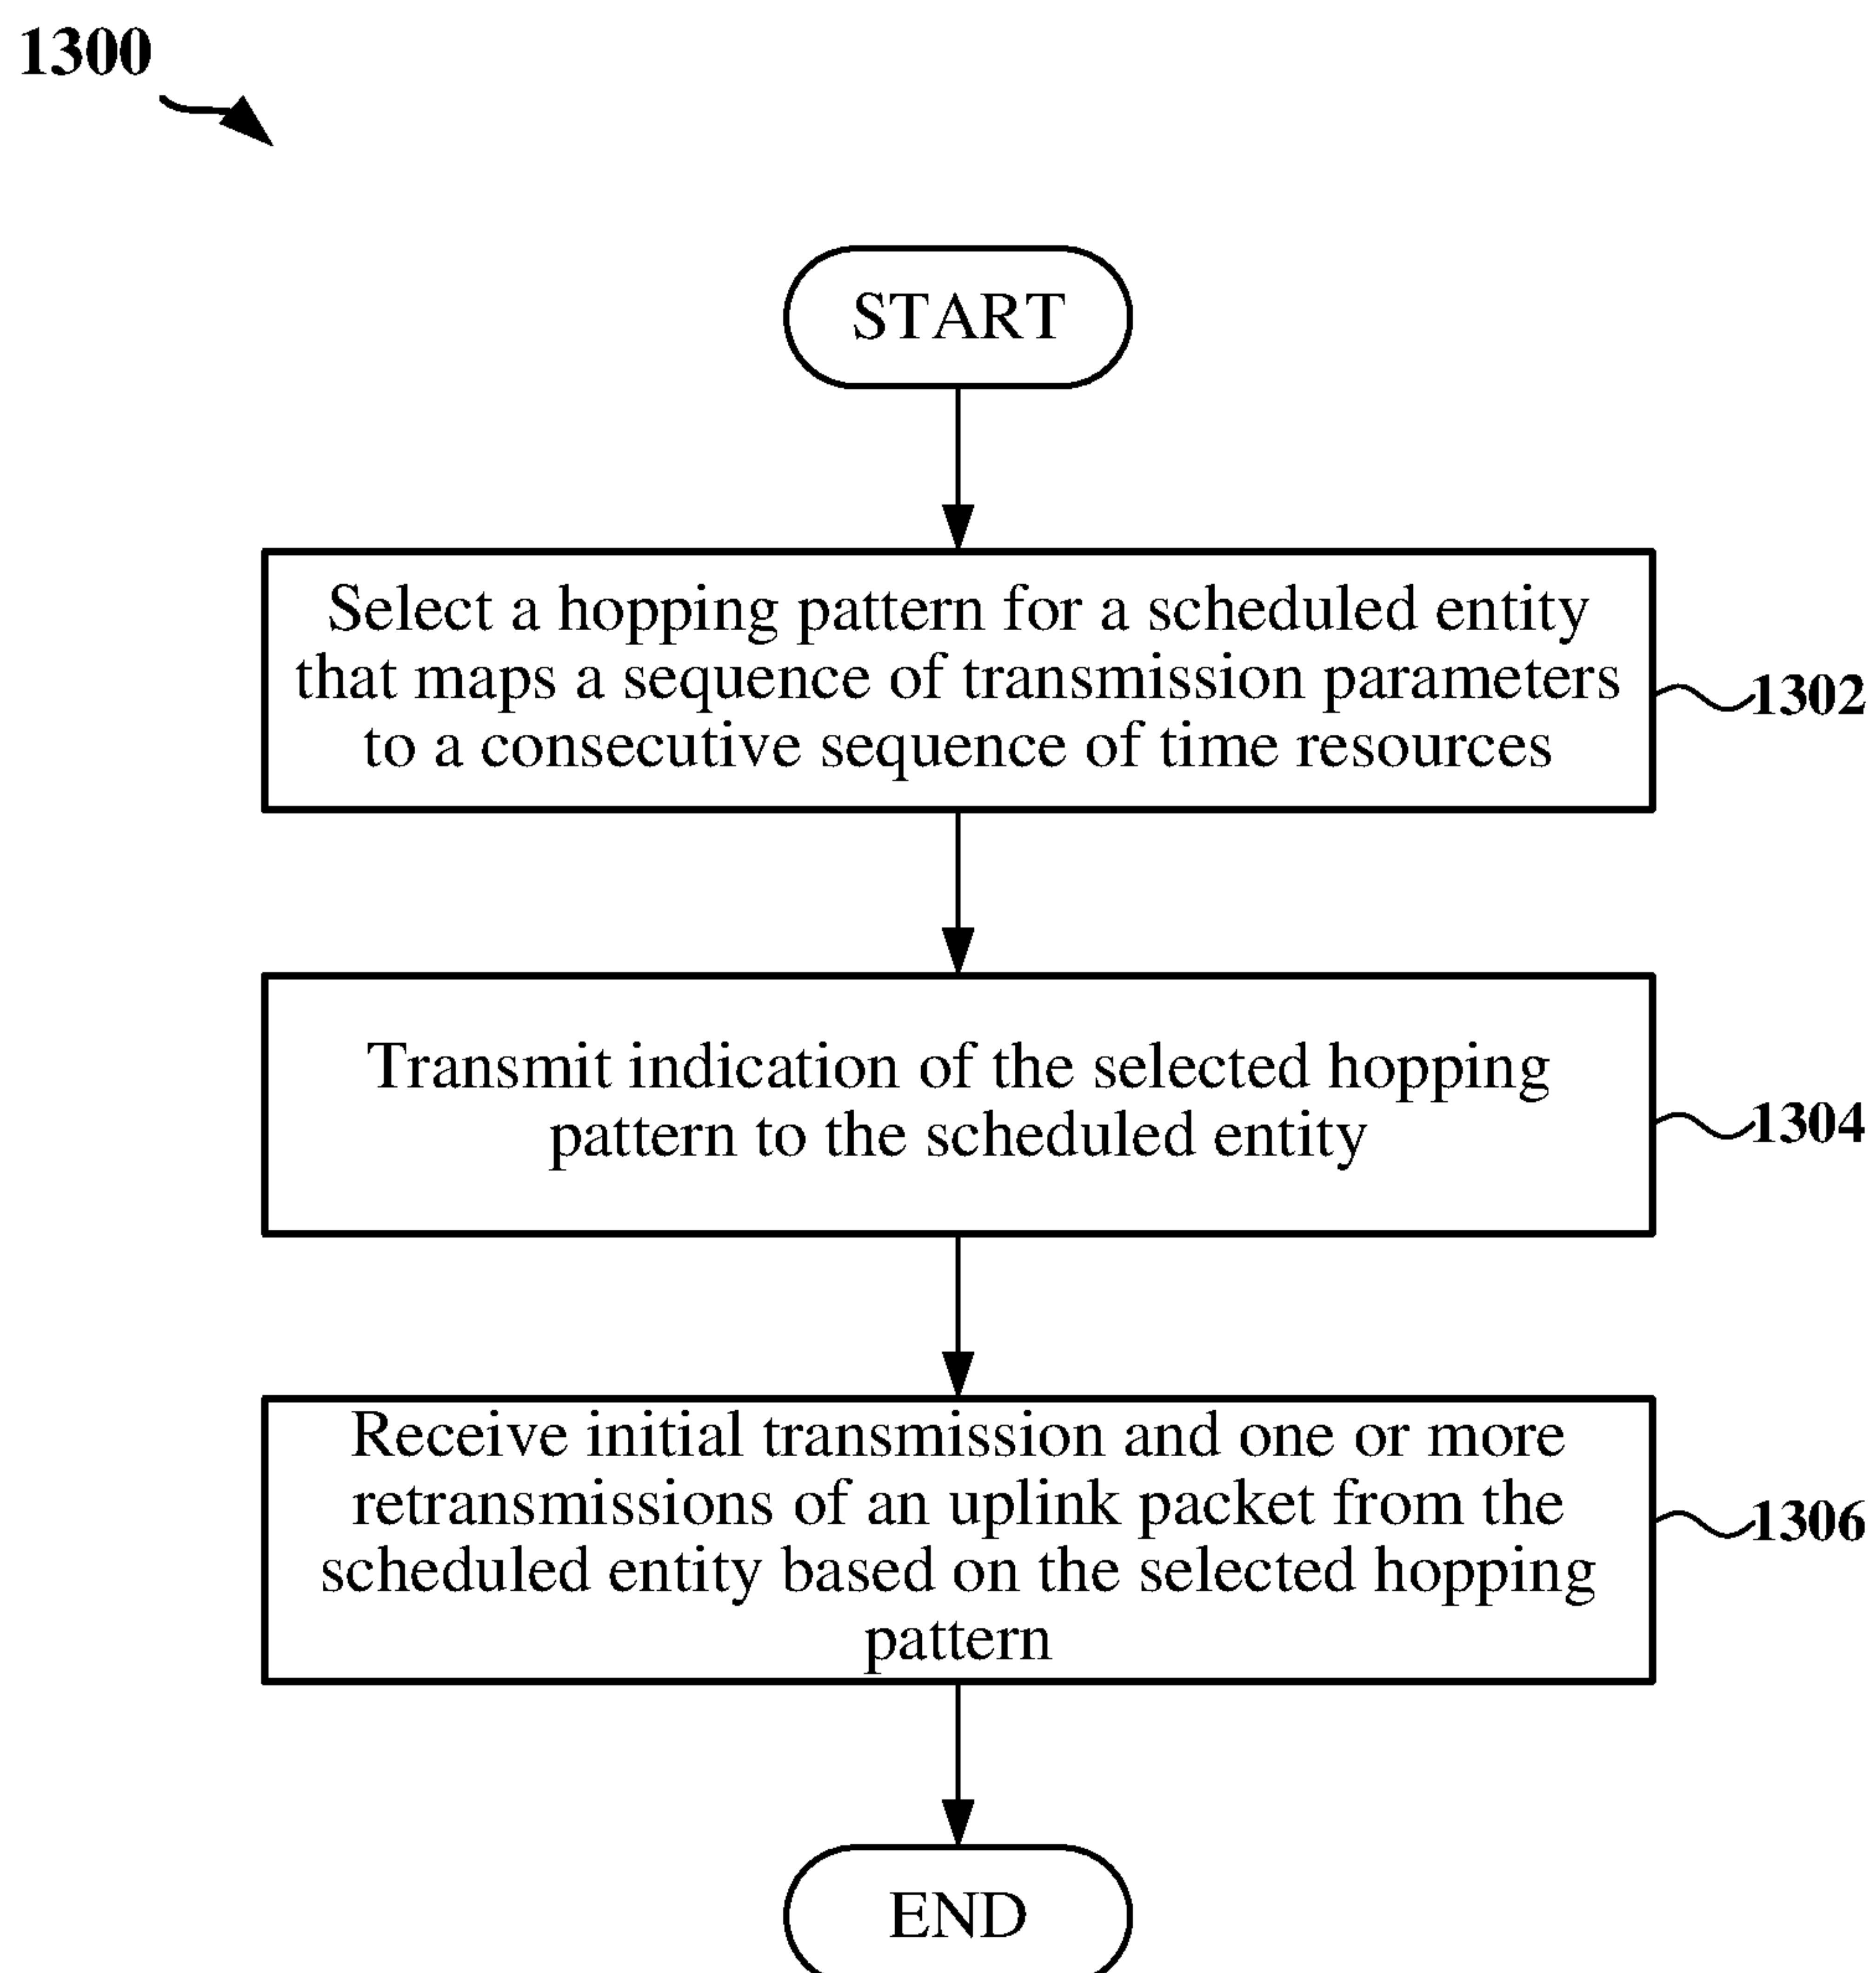 1300
START
Select a hopping pattern for a scheduled entity
that maps a sequence of transmission parameters
to a consecutive sequence of time resources
1302
Transmit indication of the selected hopping
pattern to the scheduled entity
1304
Receive initial transmission and one or more
retransmissions of an uplink packet from the
scheduled entity based on the selected hopping
pattern
1306
END